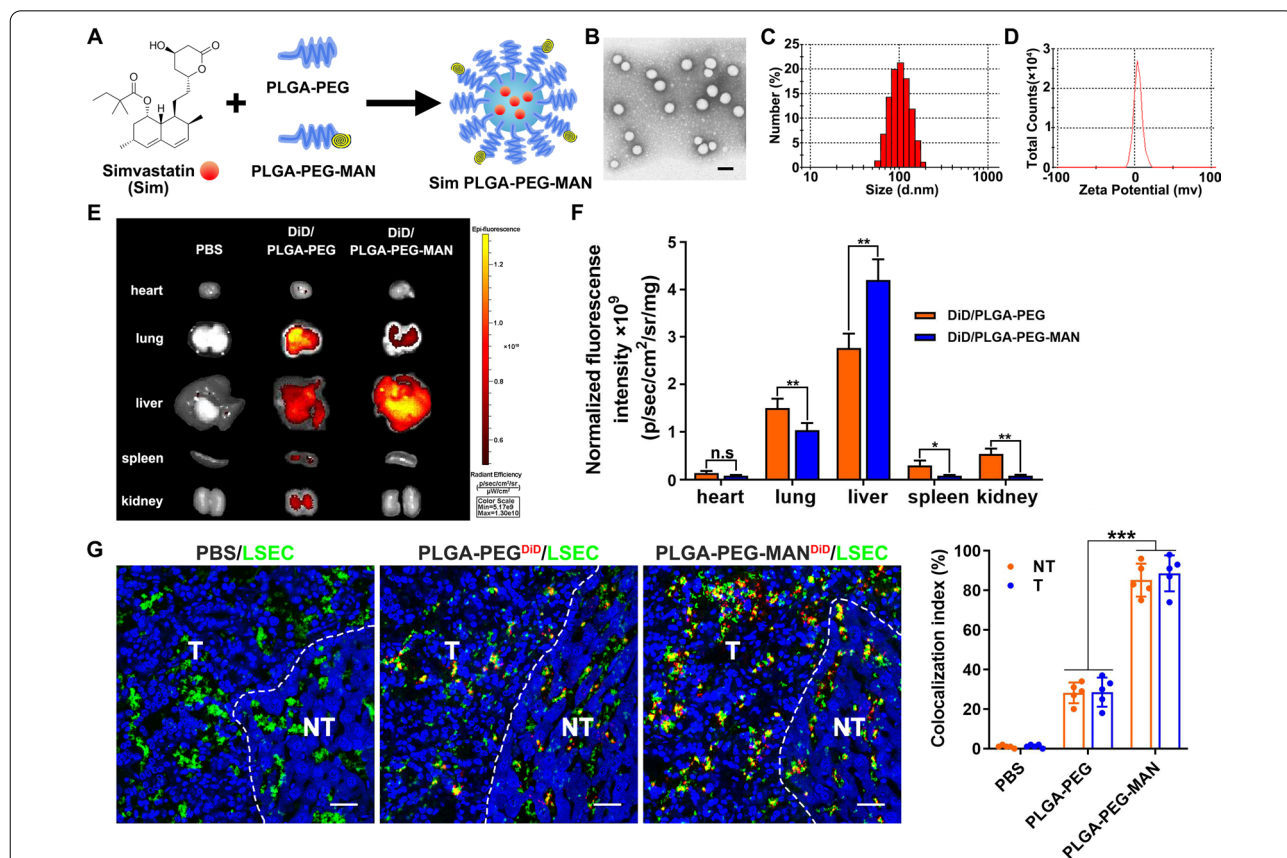 A
HO
O
O
O
O
H
Simvastatin
(Sim)
PLGA-PEG
PLGA-PEG-MAN
Sim PLGA-PEG-MAN
B
C
Number (%)
25
20
15
10
5
0
10
100
1000
Size (d.nm)
D
Total Counts(×10⁴)
3
2
1
0
-100
0
100
Zeta Potential (mv)
E
PBS
DiD/
PLGA-PEG
DiD/
PLGA-PEG-MAN
heart
lung
liver
spleen
kidney
Epi-fluorescence
1.2
1.0
×10¹⁰
0.8
0.6
Radiant Efficiency
(p/sec/cm²/sr)
μW/cm²
Color Scale
Min=5.17e9
Max=1.30e10
F
Normalized fluorescense
intensity ×10⁹
(p/sec/cm²/sr/mg)
5
4
3
2
1
0
n.s
**
**
*
**
DiD/PLGA-PEG
DiD/PLGA-PEG-MAN
heart
lung
liver
spleen
kidney
G
PBS/LSEC
PLGA-PEGDiD/LSEC
PLGA-PEG-MANDiD/LSEC
T
NT
T
NT
T
NT
Colocalization index (%)
100
80
60
40
20
0
NT
T
***
PBS
PLGA-PEG
PLGA-PEG-MAN